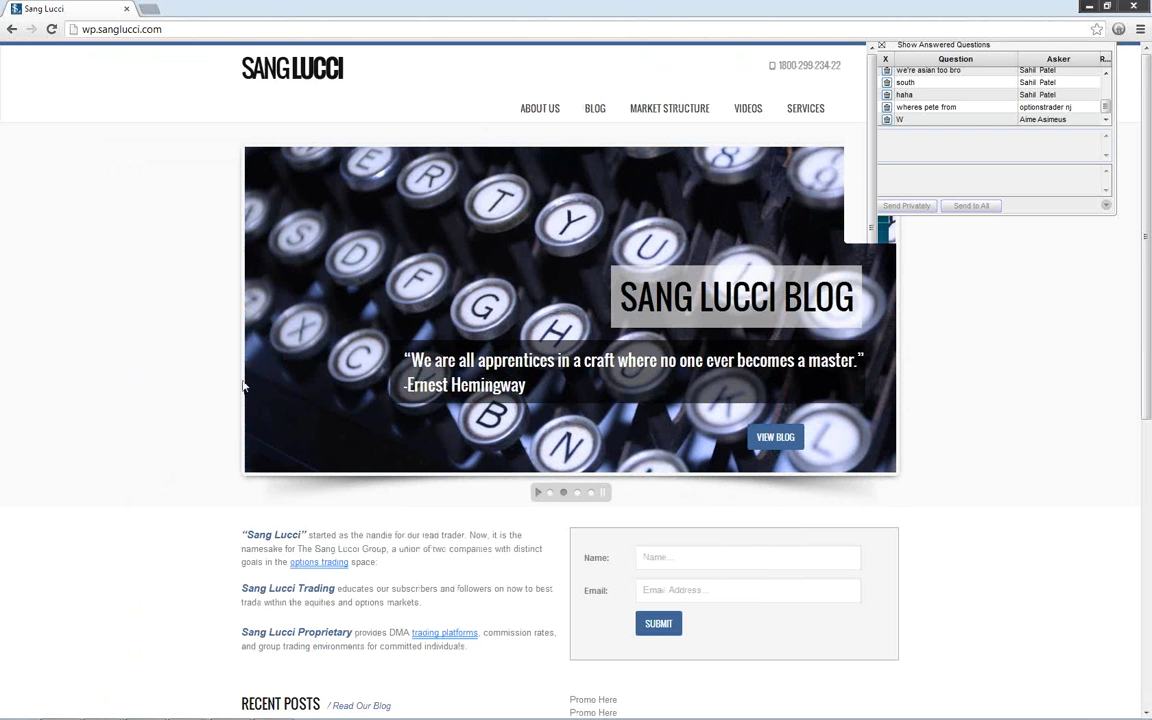 Sang Lucci
wp.sanglucci.com
Show Answered Questions
X Question Asker R...
we're asian too bro Sahil Patel
south Sahil Patel
haha Sahil Patel
wheres pete from optionstrader nj
W Aime Asimeus
Send Privately Send to All
SANG LUCCI
1800-299-234-22
ABOUT US BLOG MARKET STRUCTURE VIDEOS SERVICES
E R T Y U I 8 9
S D F G H
X C B N K L
SANG LUCCI BLOG
“We are all apprentices in a craft where no one ever becomes a master.”
-Ernest Hemingway
VIEW BLOG
“Sang Lucci” started as the handle for our lead trader. Now, it is the
namesake for The Sang Lucci Group, a union of two companies with distinct
goals in the options trading space:
Sang Lucci Trading educates our subscribers and followers on how to best
trade within the equities and options markets.
Sang Lucci Proprietary provides DMA trading platforms, commission rates,
and group trading environments for committed individuals.
Name: Name...
Email: Email Address...
SUBMIT
RECENT POSTS / Read Our Blog
Promo Here
Promo Here